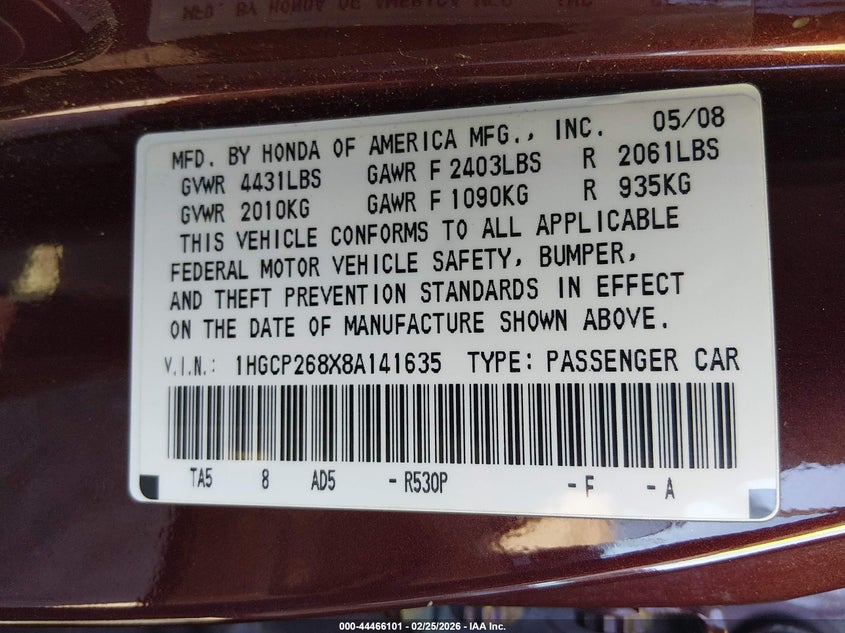 MFD. BY HONDA OF AMERICA MFG., INC. 05/08
GVWR 4431LBS GAWR F 2403LBS R 2061LBS
GVWR 2010KG GAWR F 1090KG R 935KG
THIS VEHICLE CONFORMS TO ALL APPLICABLE
FEDERAL MOTOR VEHICLE SAFETY, BUMPER,
AND THEFT PREVENTION STANDARDS IN EFFECT
ON THE DATE OF MANUFACTURE SHOWN ABOVE.
V.I.N.: 1HGCP268X8A141635 TYPE: PASSENGER CAR
TA5 8 AD5 -R530P -F -A
000-44466101 - 02/25/2026 - IAA Inc.